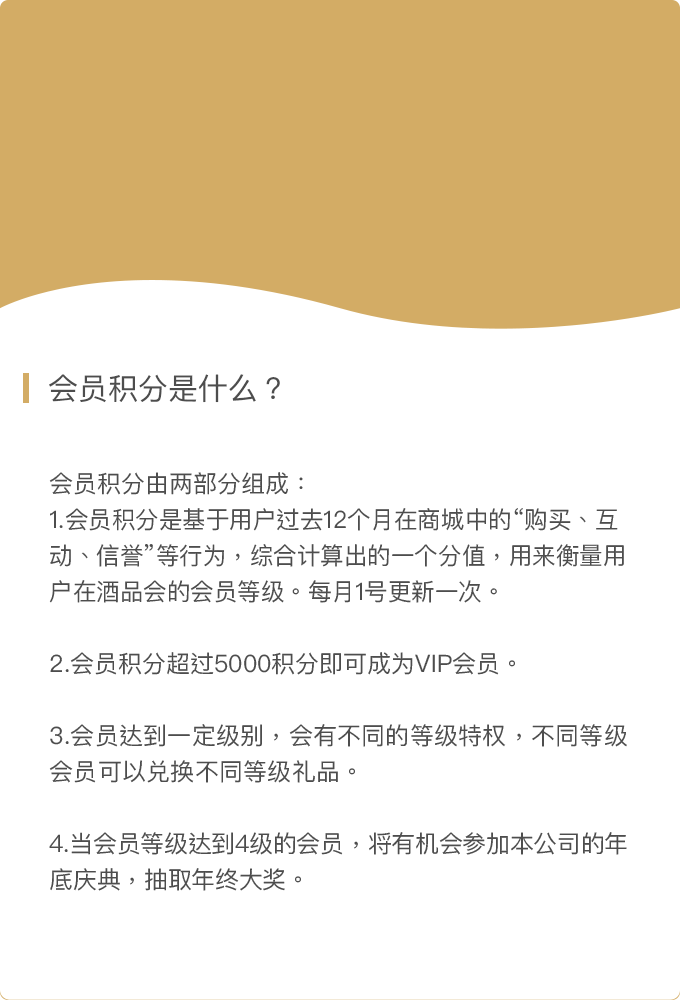 会员积分是什么？
会员积分由两部分组成：
1.会员积分是基于用户过去12个月在商城中的“购买、互
动、信誉”等行为，综合计算出的一个分值，用来衡量用
户在酒品会的会员等级。每月1号更新一次。
2.会员积分超过5000积分即可成为VIP会员。
3.会员达到一定级别，会有不同的等级特权，不同等级
会员可以兑换不同等级礼品。
4.当会员等级达到4级的会员，将有机会参加本公司的年
底庆典，抽取年终大奖。